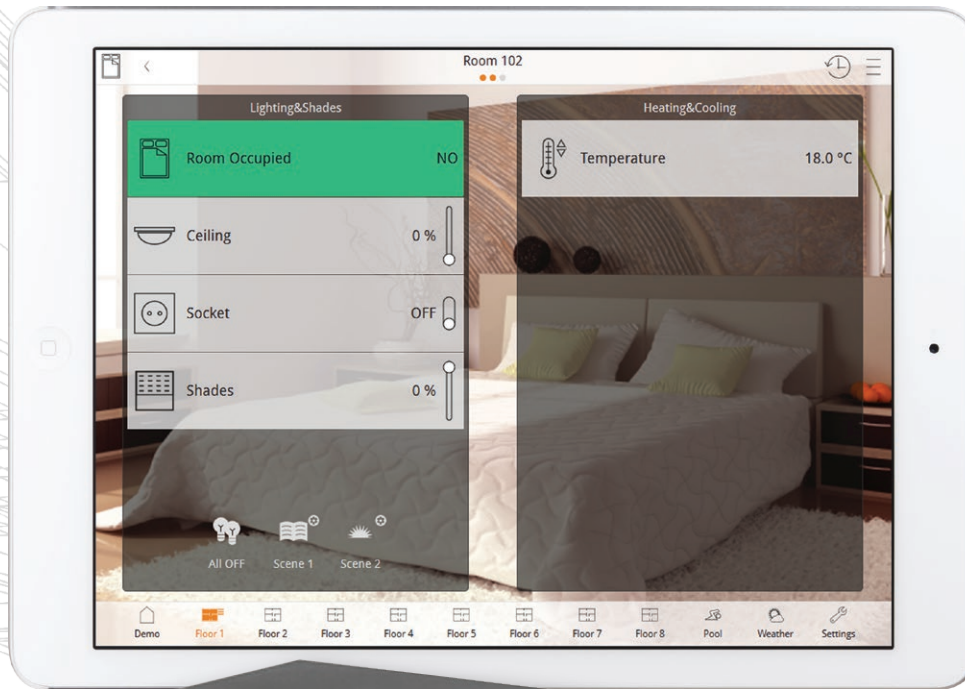 Room 102
Lighting&Shades
Room Occupied NO
Ceiling 0 %
Socket OFF
Shades 0 %
All OFF Scene 1 Scene 2
Heating&Cooling
Temperature 18.0 °C
Demo Floor 1 Floor 2 Floor 3 Floor 4 Floor 5 Floor 6 Floor 7 Floor 8 Pool Weather Settings